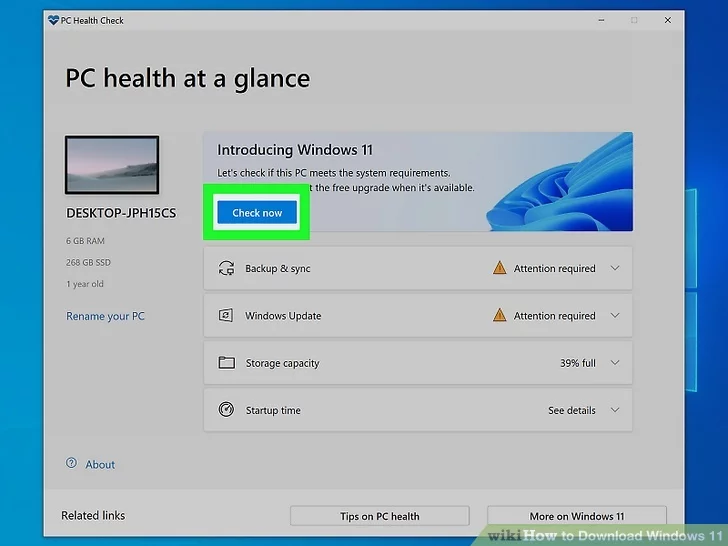 PC Health Check
PC health at a glance
DESKTOP-JPH15CS
6 GB RAM
268 GB SSD
1 year old
Rename your PC
Introducing Windows 11
Let's check if this PC meets the system requirements.
the free upgrade when it's available.
Check now
Backup & sync
Attention required
Windows Update
Attention required
Storage capacity
39% full
Startup time
See details
About
Related links
Tips on PC health
More on Windows 11
wikiHow to Download Windows 11